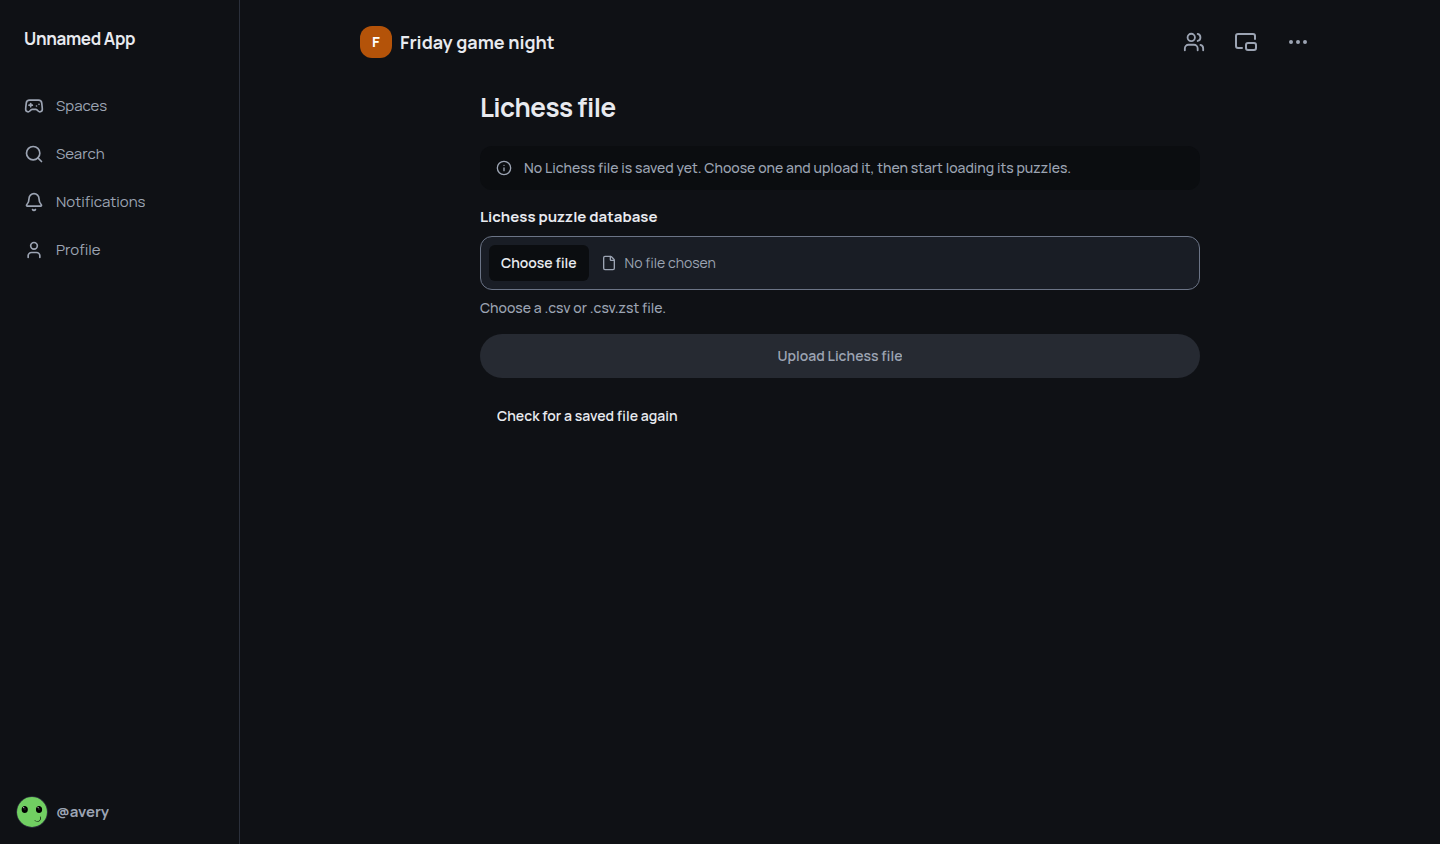 Unnamed App
Spaces
Search
Notifications
Profile
@avery
F
Friday game night
Lichess file
No Lichess file is saved yet. Choose one and upload it, then start loading its puzzles.
Lichess puzzle database
Choose file
No file chosen
Choose a .csv or .csv.zst file.
Upload Lichess file
Check for a saved file again